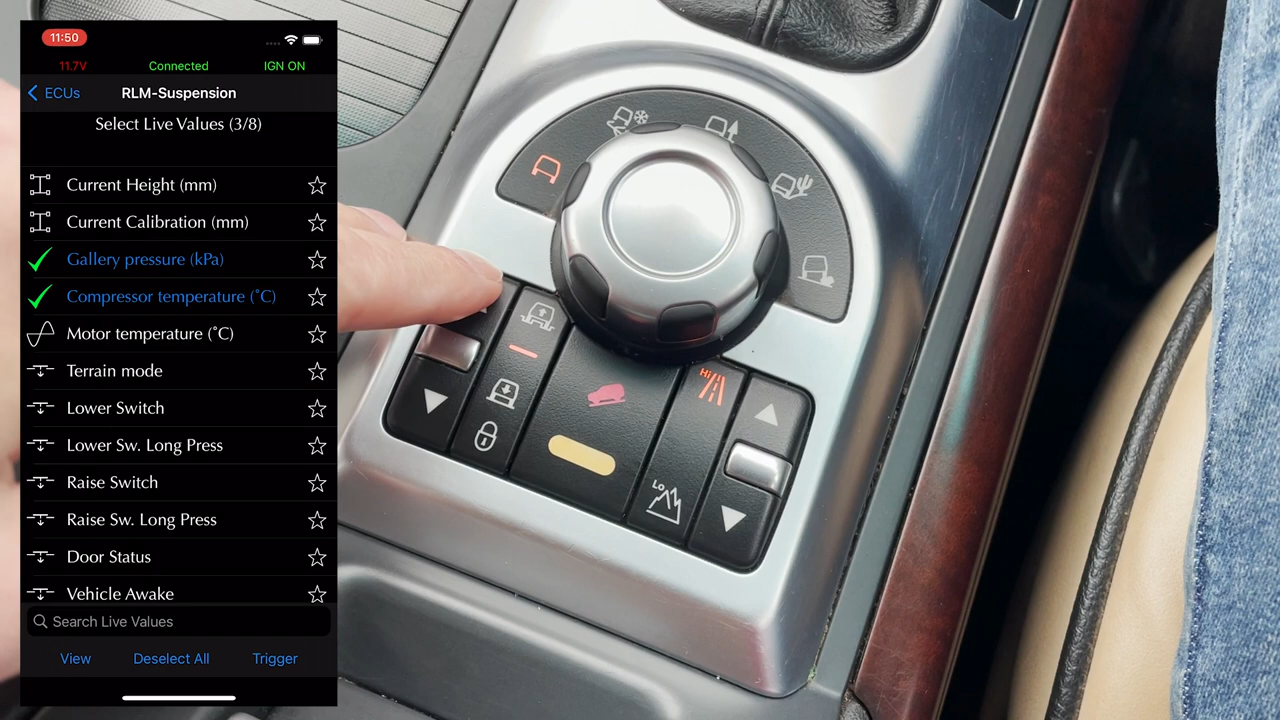 11:50
11.7V Connected IGN ON
ECUs RLM-Suspension
Select Live Values (3/8)
Current Height (mm)
Current Calibration (mm)
Gallery pressure (kPa)
Compressor temperature (˚C)
Motor temperature (˚C)
Terrain mode
Lower Switch
Lower Sw. Long Press
Raise Switch
Raise Sw. Long Press
Door Status
Vehicle Awake
Search Live Values
View Deselect All Trigger
Hi
Lo